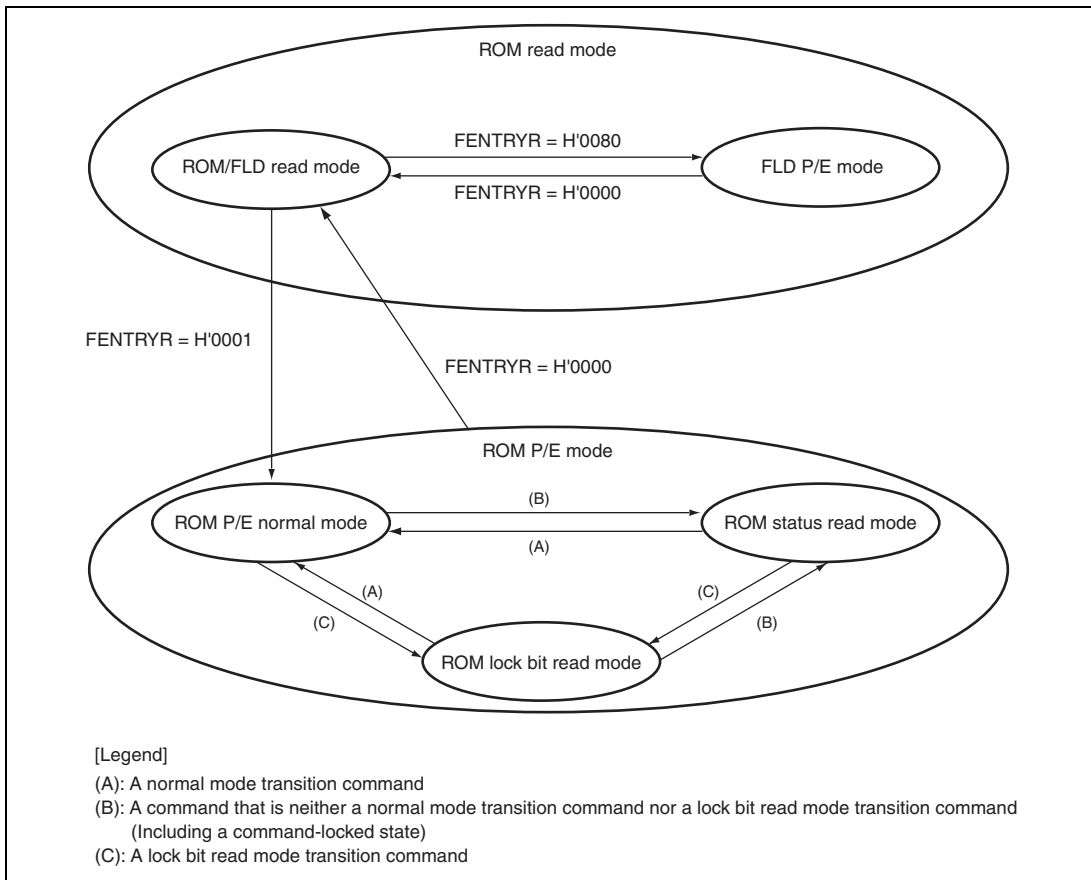 ROM read mode
FENTRYR = H'0080
ROM/FLD read mode
FLD P/E mode
FENTRYR = H'0000
FENTRYR = H'0001
FENTRYR = H'0000
ROM P/E mode
(B)
ROM P/E normal mode
ROM status read mode
(A)
(A)
(C)
(C)
(B)
ROM lock bit read mode
[Legend]
(A): A normal mode transition command
(B): A command that is neither a normal mode transition command nor a lock bit read mode transition command
(Including a command-locked state)
(C): A lock bit read mode transition command